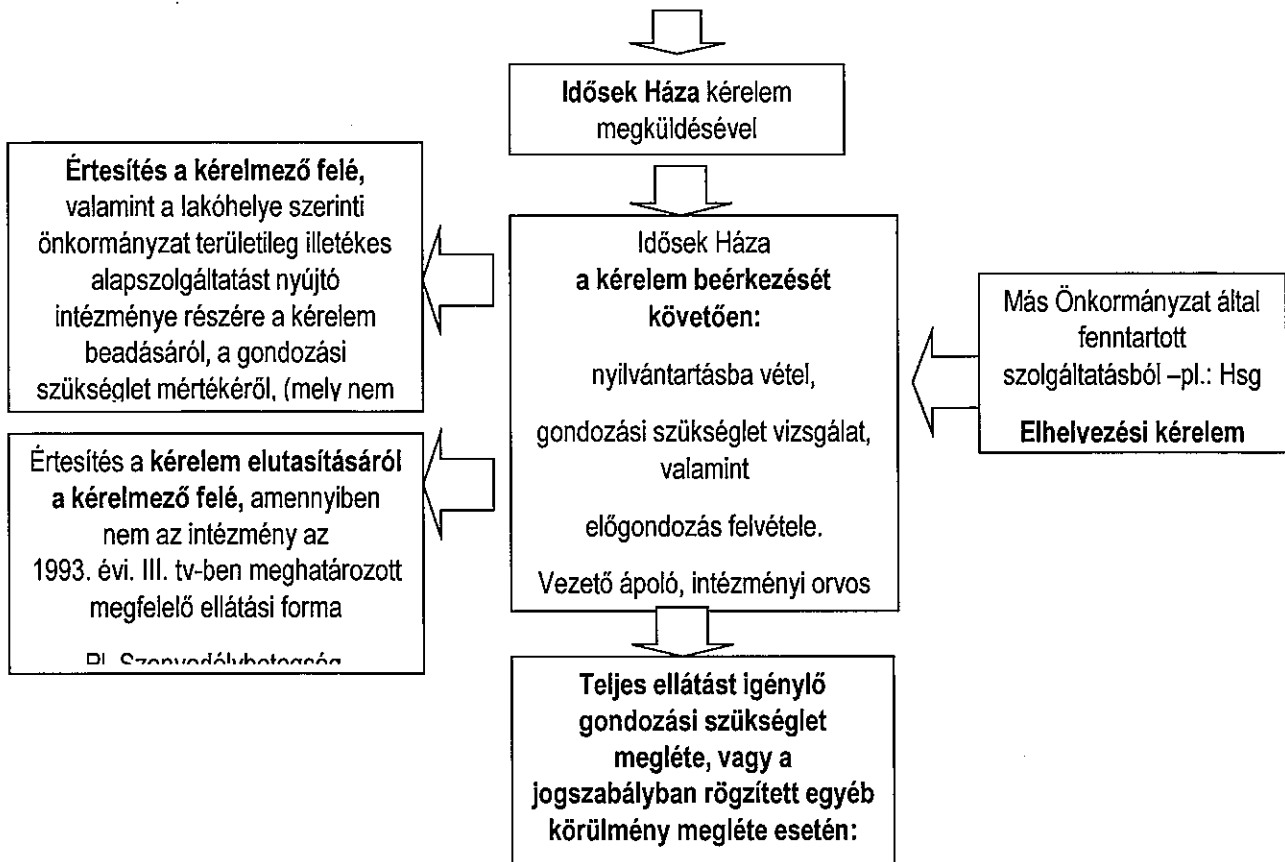 Idősek Háza kérelem
megküldésével
Értesítés a kérelmező felé,
valamint a lakóhelye szerinti
önkormányzat területileg illetékes
alapszolgáltatást nyújtó
intézménye részére a kérelem
beadásáról, a gondozási
szükséglet mértékéről, (mely nem
Értesítés a kérelem elutasításáról
a kérelmező felé, amennyiben
nem az intézmény az
1993. évi. III. tv-ben meghatározott
megfelelő ellátási forma
Pl. Szenvedélybetegség
Idősek Háza
a kérelem beérkezését
követően:
nyilvántartásba vétel,
gondozási szükséglet vizsgálat,
valamint
előgondozás felvétele.
Vezető ápoló, intézményi orvos
Más Önkormányzat által
fenntartott
szolgáltatásból –pl.: Hsg
Elhelyezési kérelem
Teljes ellátást igénylő
gondozási szükséglet
megléte, vagy a
jogszabályban rögzített egyéb
körülmény megléte esetén: